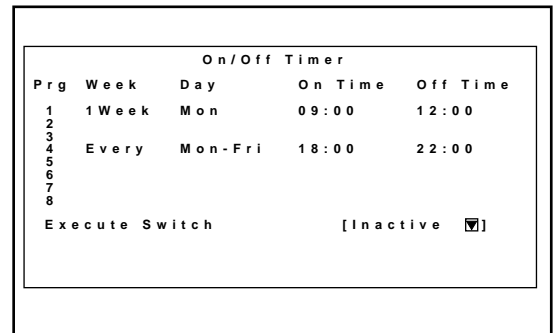 On/Off Timer
Prg Week Day On Time Off Time
1 1Week Mon 09:00 12:00
2
3
4 Every Mon-Fri 18:00 22:00
5
6
7
8
Execute Switch [Inactive ▼]